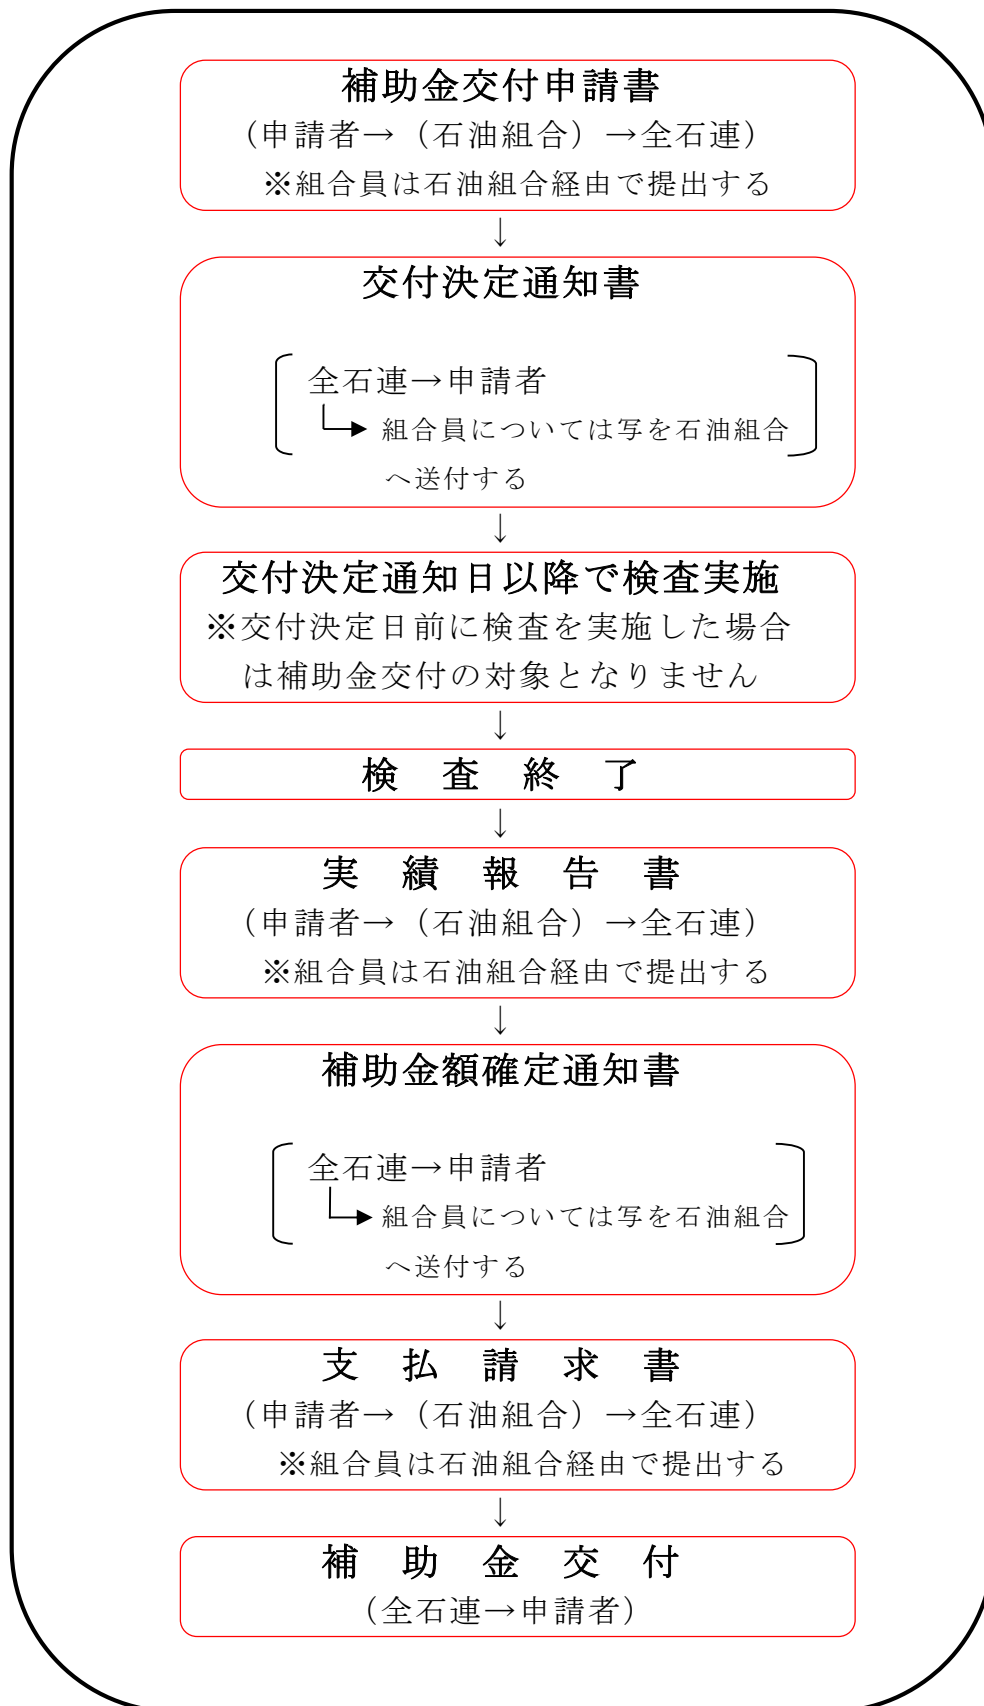 補助金交付申請書
（申請者→（石油組合）→全石連）
※組合員は石油組合経由で提出する
↓
交付決定通知書
全石連→申請者
組合員については写を石油組合
へ送付する
↓
交付決定通知日以降で検査実施
※交付決定日前に検査を実施した場合
は補助金交付の対象となりません
↓
検　査　終　了
↓
実　績　報　告　書
（申請者→（石油組合）→全石連）
※組合員は石油組合経由で提出する
↓
補助金額確定通知書
全石連→申請者
組合員については写を石油組合
へ送付する
↓
支　払　請　求　書
（申請者→（石油組合）→全石連）
※組合員は石油組合経由で提出する
↓
補　助　金　交　付
（全石連→申請者）